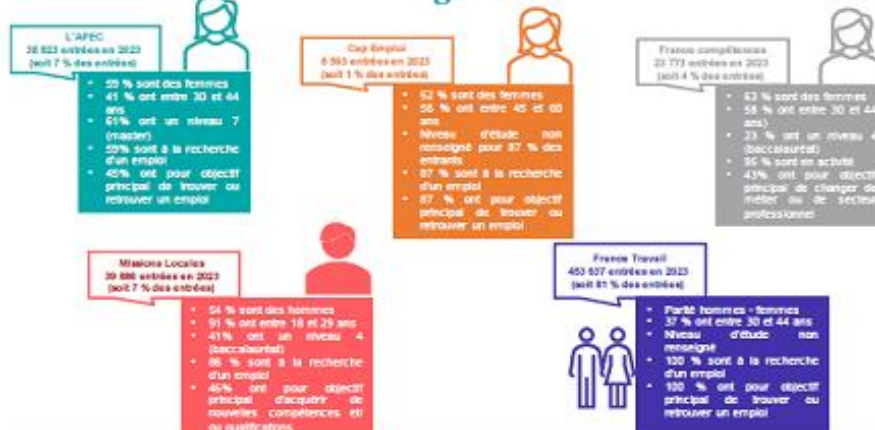 L'APEC
38 623 entrées en 2023
(soit 7 % des entrées)
• 55 % sont des femmes
• 41 % ont entre 30 et 44
ans
• 61% ont un niveau 7
(master)
• 59% sont à la recherche
d'un emploi
• 45% ont pour objectif
principal de trouver ou
retrouver un emploi
Cap Emploi
entrées en 2023
(soit 1 % des entrées)
• 52 % sont des femmes
• 56 % ont entre 45 et 60
ans
• Niveau d'étude non
renseigné pour 87 % des
entrants
• 87 % sont à la recherche
d'un emploi
• 87 % ont pour objectif
principal de trouver ou
retrouver un emploi
France compétences
23 773 entrées en 2023
(soit 4 % des entrées)
• 63 % sont des femmes
• 58 % ont entre 30 et 44
ans)
• 23 % ont un niveau 4
(baccalauréat)
• 96 % sont en activité
• 43% ont pour objectif
principal de changer de
métier ou de secteur
professionnel
Missions Locales
39 886 entrées en 2023
(soit 7 % des entrées)
• 54 % sont des hommes
• 91 % ont entre 18 et 29 ans
• 41% ont un niveau 4
(baccalauréat)
• 86 % sont à la recherche
d'un emploi
• 46% ont pour objectif
principal d'acquérir de
nouvelles compétences et/
ou qualifications
France Travail
453 637 entrées en 2023
(soit 81 % des entrées)
• Parité hommes - femmes
• 37 % ont entre 30 et 44 ans
• Niveau d'étude non
renseigné
• 100 % sont à la recherche
d'un emploi
• 100 % ont pour objectif
principal de trouver ou
retrouver un emploi